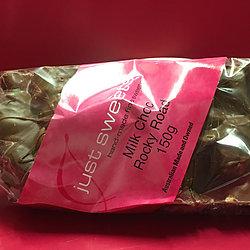 just sweets
Milk Choc
Rocky Road
150g
Australian Made and Owned